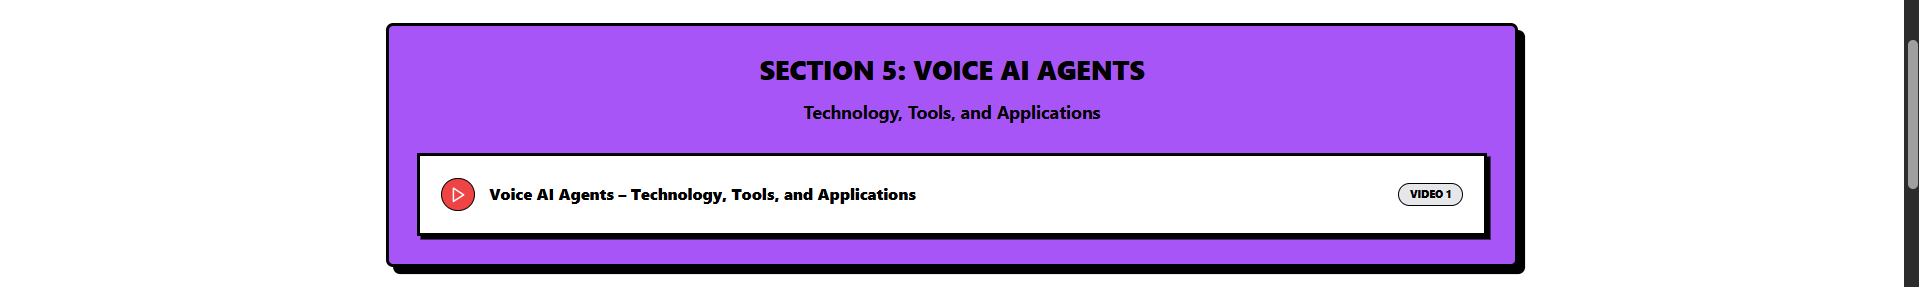 SECTION 5: VOICE AI AGENTS
Technology, Tools, and Applications
Voice AI Agents – Technology, Tools, and Applications
VIDEO 1